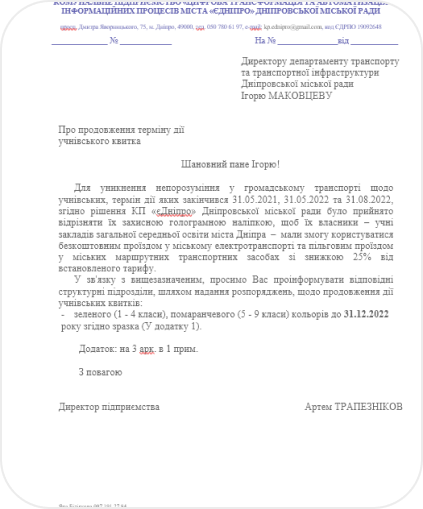 КОМУНАЛЬНЕ ПІДПРИЄМСТВО «ЦИФРОВА ТРАНСФОРМАЦІЯ ТА АВТОМАТИЗАЦІЯ
ІНФОРМАЦІЙНИХ ПРОЦЕСІВ МІСТА «ЄДНІПРО» ДНІПРОВСЬКОЇ МІСЬКОЇ РАДИ
Дмитра Яворницького, 75, м. Дніпро, 49000, тел. 050 780 61 97, e-mail: kp.ednipro@gmail.com, код ЄДРПО 19092648
____________ № ____________ На № ____________ від ____________
Директору департаменту транспорту
та транспортної інфраструктури
Дніпровської міської ради
Ігорю МАКОВЦЕВУ
Про продовження терміну дії
учнівського квитка
Шановний пане Ігорю!
Для уникнення непорозуміння у громадському транспорті щодо
учнівських, термін дії яких закінчився 31.05.2021, 31.05.2022 та 31.08.2022,
згідно рішення КП «єДніпро» Дніпровської міської ради було прийнято
відрізняти їх захисною голограмною наліпкою, щоб їх власники – учні
закладів загальної середньої освіти міста Дніпра – мали змогу користуватися
безкоштовним проїздом у міському електротранспорті та пільговим проїздом
у міських маршрутних транспортних засобах зі знижкою 25% від
встановленого тарифу.
У зв'язку з вищезазначеним, просимо Вас проінформувати відповідні
структурні підрозділи, шляхом надання розпоряджень, щодо продовження дії
учнівських квитків:
- зеленого (1 - 4 класи), помаранчевого (5 - 9 класи) кольорів до 31.12.2022
року згідно зразка (У додатку 1).
Додаток: на 3 арк. в 1 прим.
З повагою
Директор підприємства Артем ТРАПЕЗНІКОВ